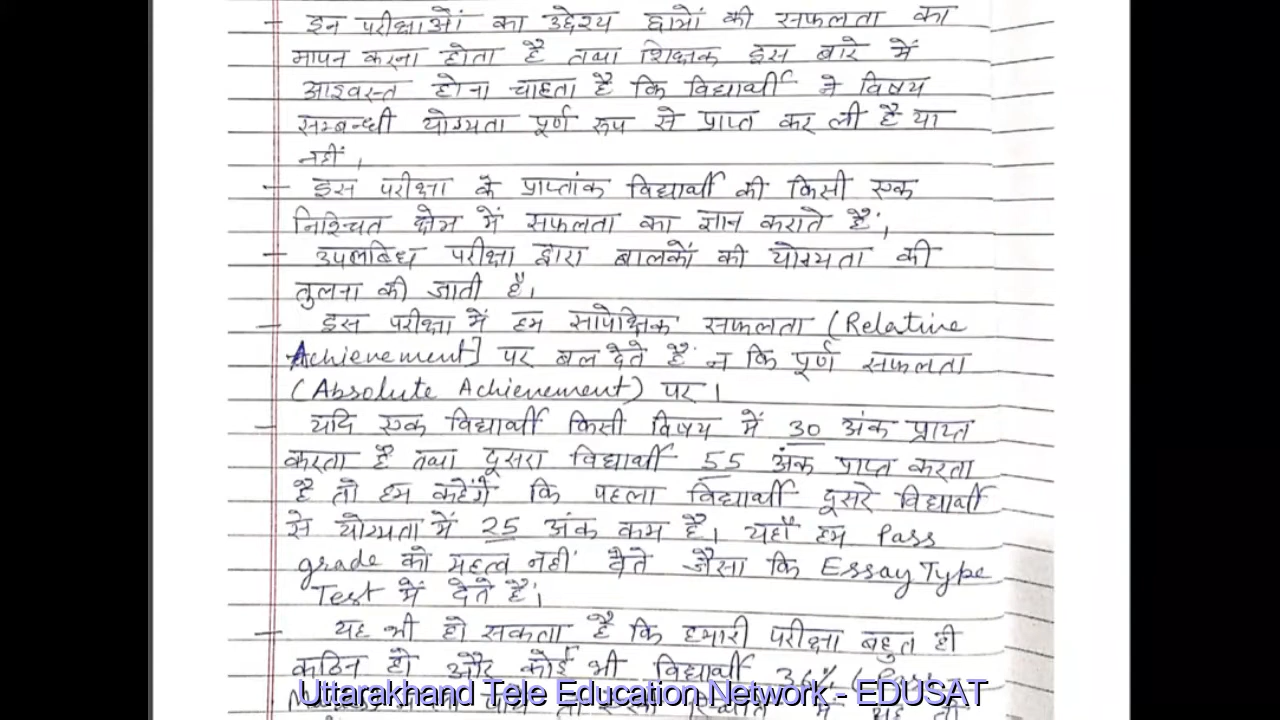 - इन परीक्षाओं का उद्देश्य छात्रों की सफलता का
मापन करना होता है तथा शिक्षक इस बारे में
आश्वस्त होना चाहता है कि विद्यार्थी ने विषय
सम्बन्धी योग्यता पूर्ण रूप से प्राप्त कर ली है या
नहीं।
- इस परीक्षा के प्राप्तांक विद्यार्थी की किसी एक
निश्चित क्षेत्र में सफलता का ज्ञान कराते हैं।
- उपलब्धि परीक्षा द्वारा बालकों की योग्यता की
तुलना की जाती है।
- इस परीक्षा में हम सापेक्षिक सफलता (Relative
Achievement] पर बल देते हैं न कि पूर्ण सफलता
(Absolute Achievement) पर।
- यदि एक विद्यार्थी किसी विषय में 30 अंक प्राप्त
करता है तथा दूसरा विद्यार्थी 55 अंक प्राप्त करता
है तो हम कहेंगे कि पहला विद्यार्थी दूसरे विद्यार्थी
से योग्यता में 25 अंक कम है। यहाँ हम Pass
grade को महत्व नहीं देते जैसा कि Essay Type
Test में देते हैं।
- यह भी हो सकता है कि हमारी परीक्षा बहुत ही
कठिन हो और कोई भी विद्यार्थी 36% (
Uttarakhand Tele Education Network - EDUSAT